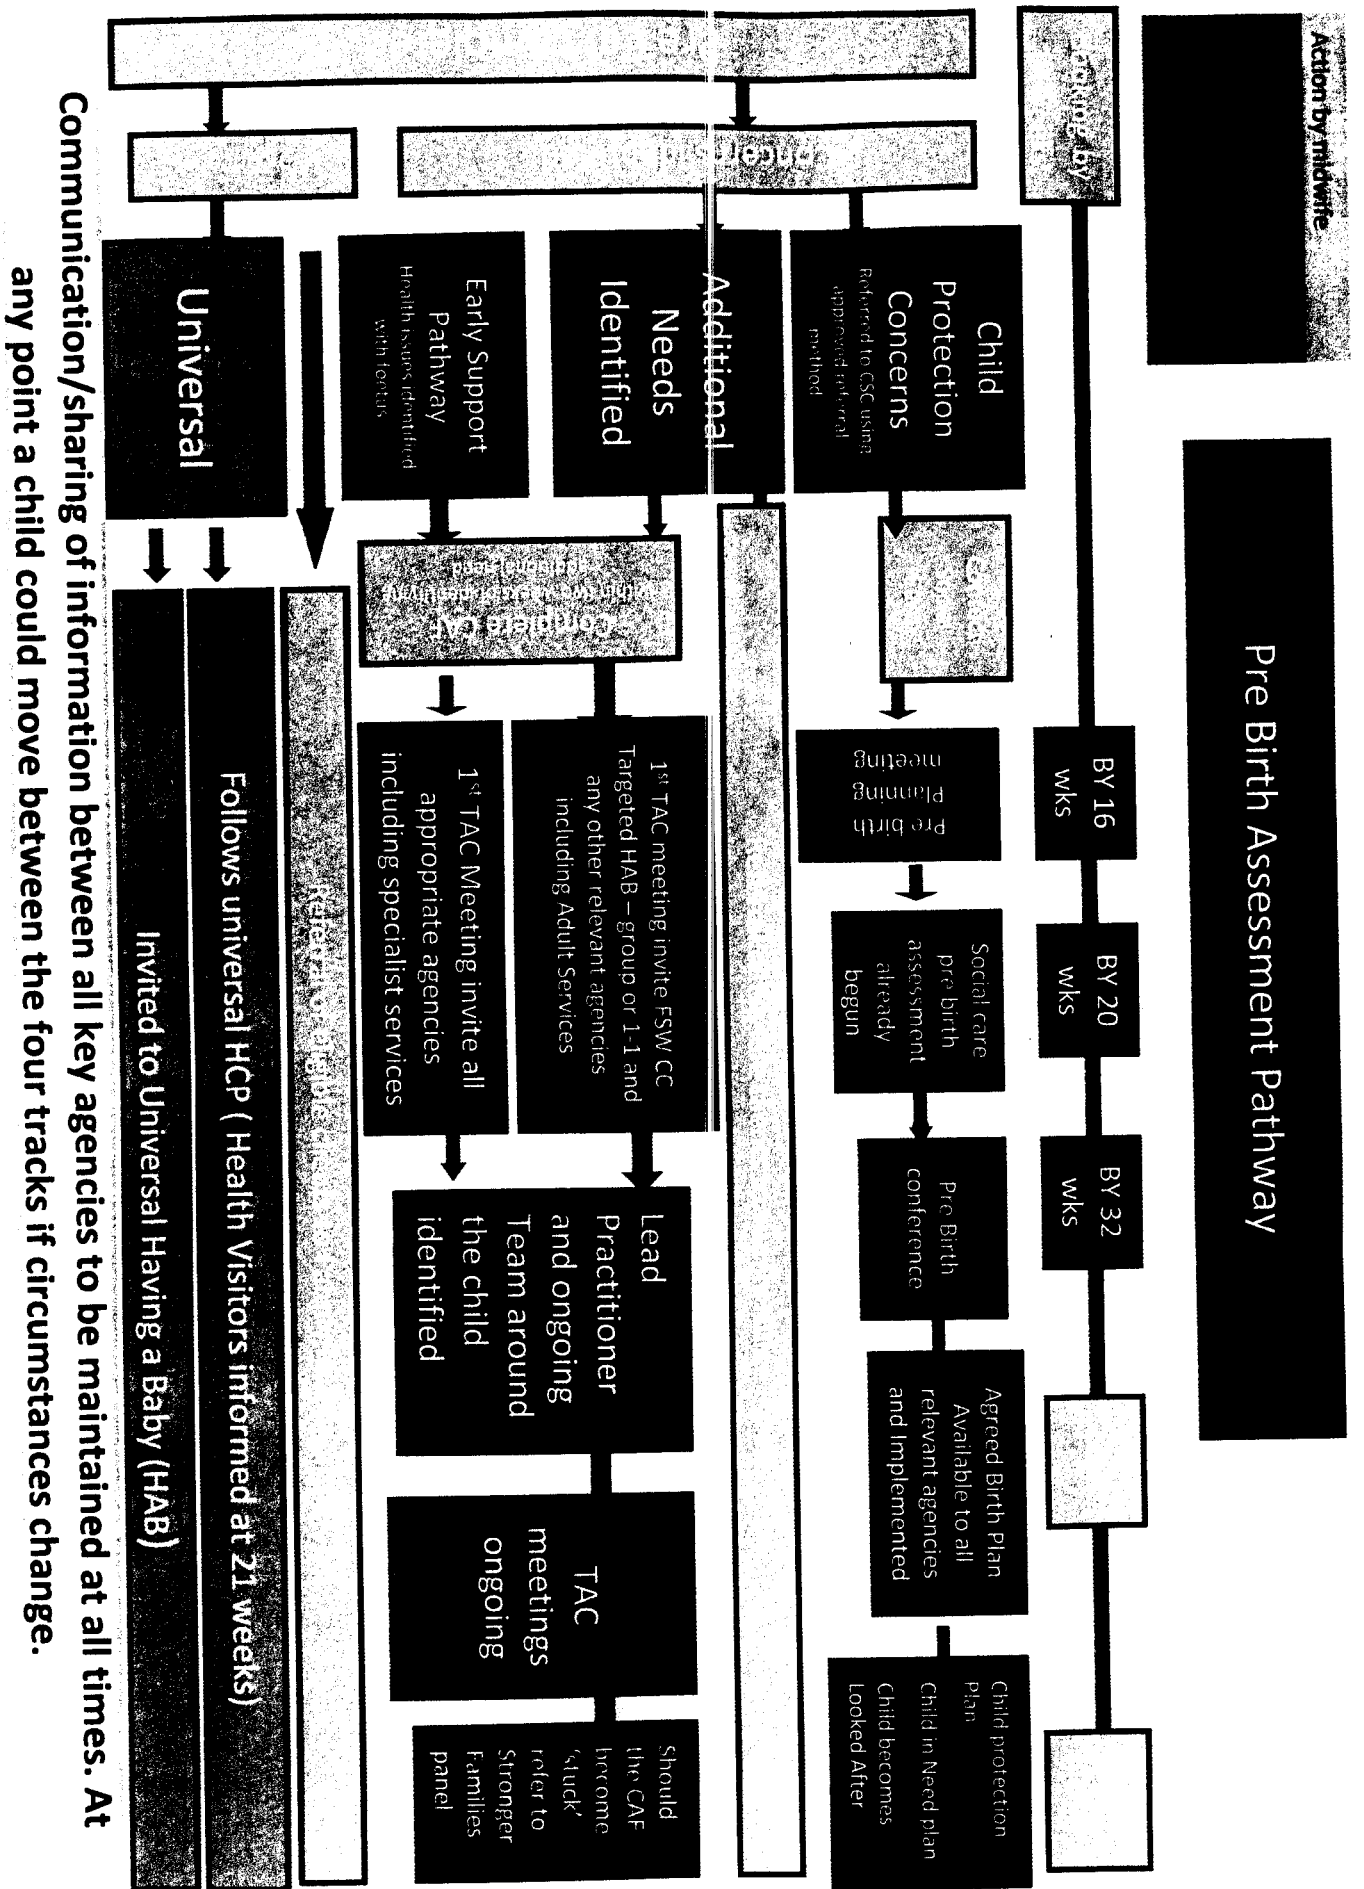 Action by midwife
Pre Birth Assessment Pathway
BY 16
wks
BY 20
wks
BY 32
wks
Child
Protection
Concerns
Referred to CSC using
approved referral
method
Pre birth
Planning
meeting
Social care
pre birth
assessment
already
begun
Pre Birth
conference
Agreed Birth Plan
Available to all
relevant agencies
and Implemented
Child protection
Plan
Child in Need plan
Child becomes
Looked After
Additional
Needs
Identified
Early Support
Pathway
Health issues identified
with foetus
Complete CAF
within two weeks of identifying
additional need
1st TAC meeting invite FSW CC
Targeted HAB – group or 1-1 and
any other relevant agencies
including Adult Services
1st TAC Meeting invite all
appropriate agencies
including specialist services
Lead
Practitioner
and ongoing
Team around
the child
identified
TAC
meetings
ongoing
Should
the CAF
become
'stuck'
refer to
Stronger
Families
panel
Universal
Follows universal HCP ( Health Visitors informed at 21 weeks)
Invited to Universal Having a Baby (HAB)
Communication/sharing of information between all key agencies to be maintained at all times. At
any point a child could move between the four tracks if circumstances change.